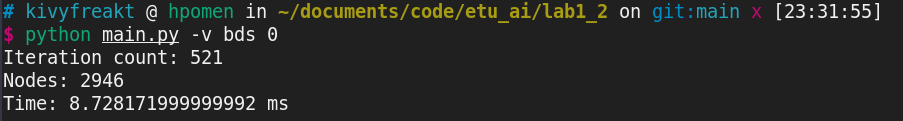 # kivyfreakt @ hpomen in ~/documents/code/etu_ai/lab1_2 on git:main x [23:31:55]
$ python main.py -v bds 0
Iteration count: 521
Nodes: 2946
Time: 8.728171999999992 ms